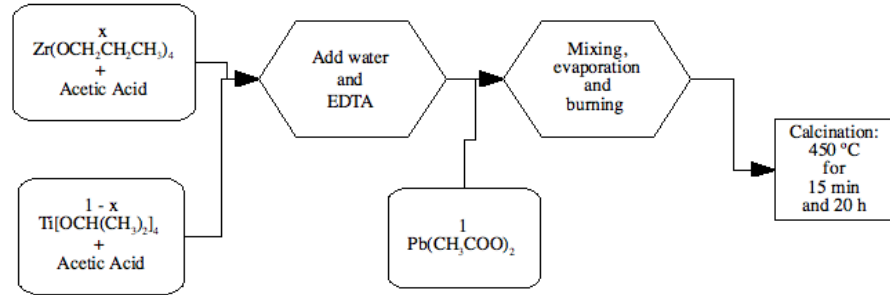 x
Zr(OCH₂CH₂CH₃)₄
+
Acetic Acid
Add water
and
EDTA
Mixing,
evaporation
and
burning
Calcination:
450 ºC
for
15 min
and 20 h
1 - x
Ti[OCH(CH₃)₂]₄
+
Acetic Acid
1
Pb(CH₃COO)₂